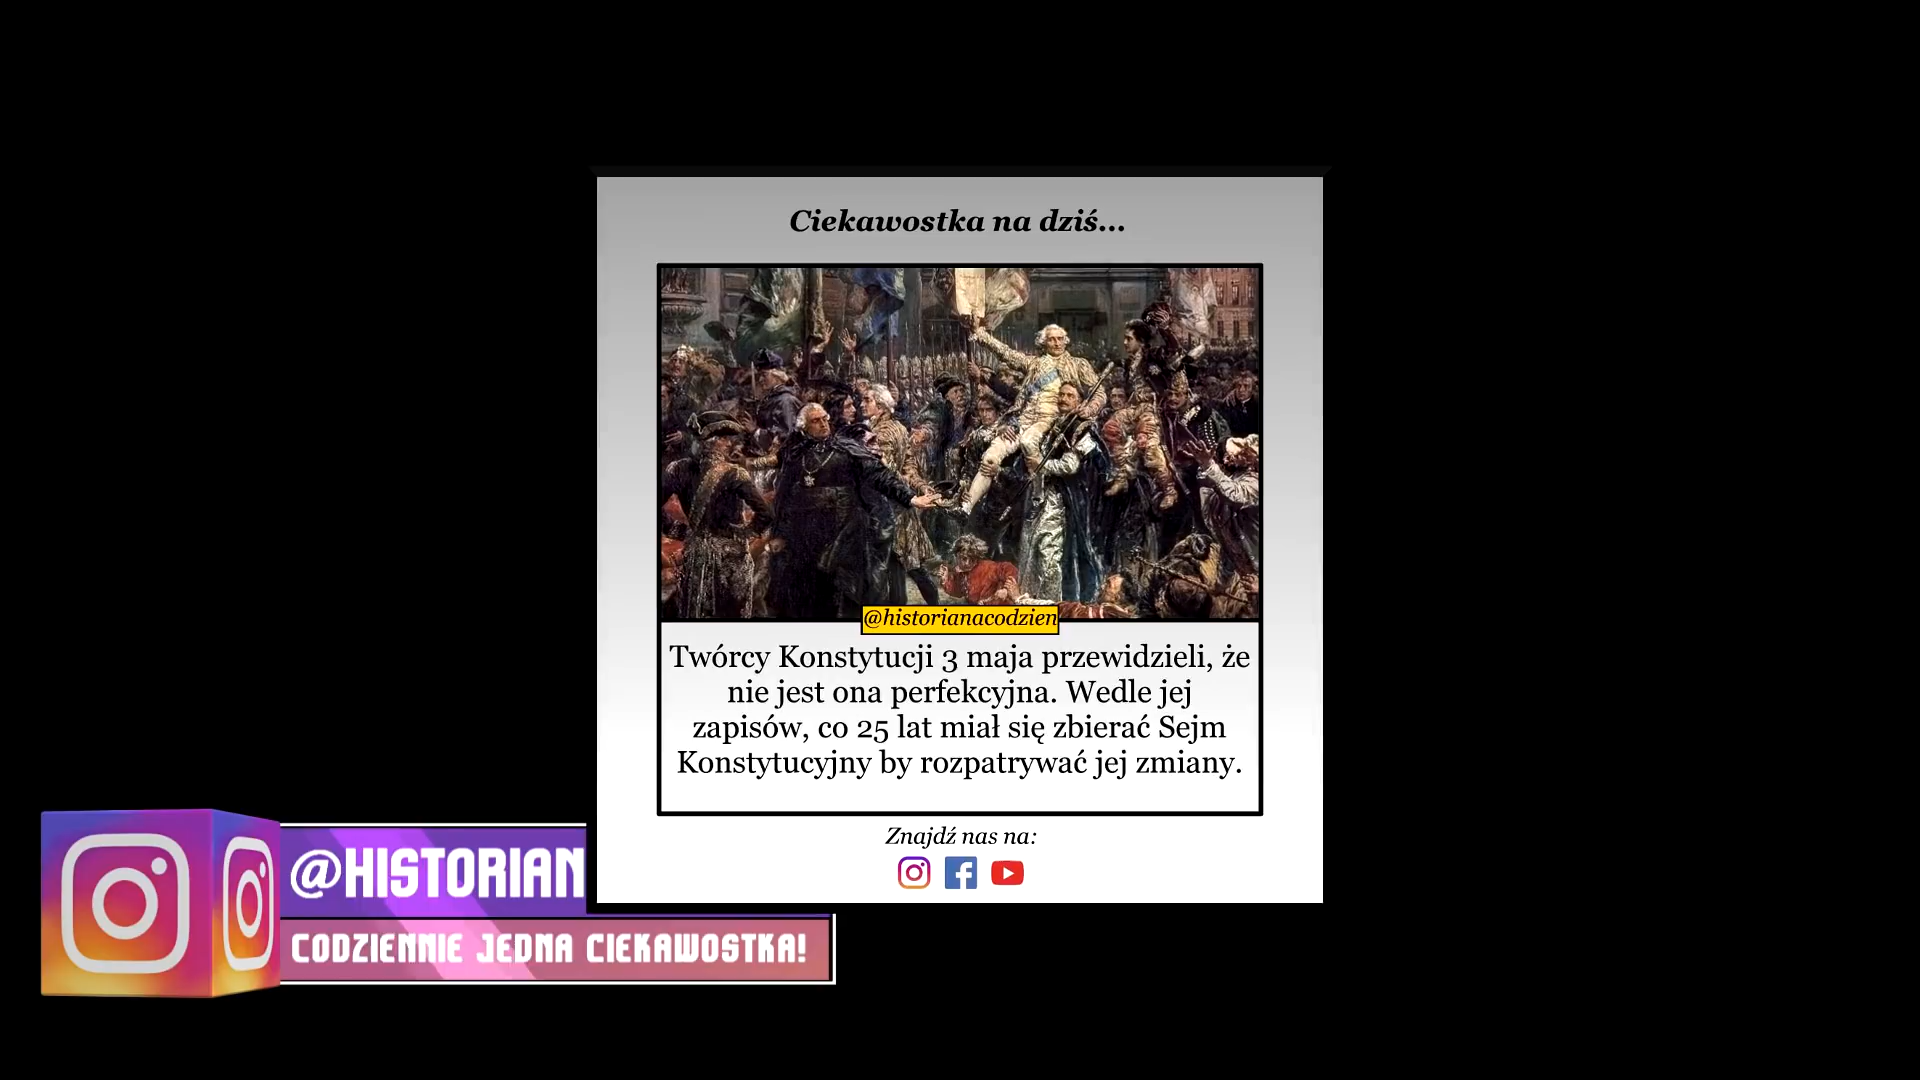 Ciekawostka na dziś...
@historianacodzien
Twórcy Konstytucji 3 maja przewidzieli, że
nie jest ona perfekcyjna. Wedle jej
zapisów, co 25 lat miał się zbierać Sejm
Konstytucyjny by rozpatrywać jej zmiany.
Znajdź nas na:
@HISTORIAN
CODZIENNIE JEDNA CIEKAWOSTKA!